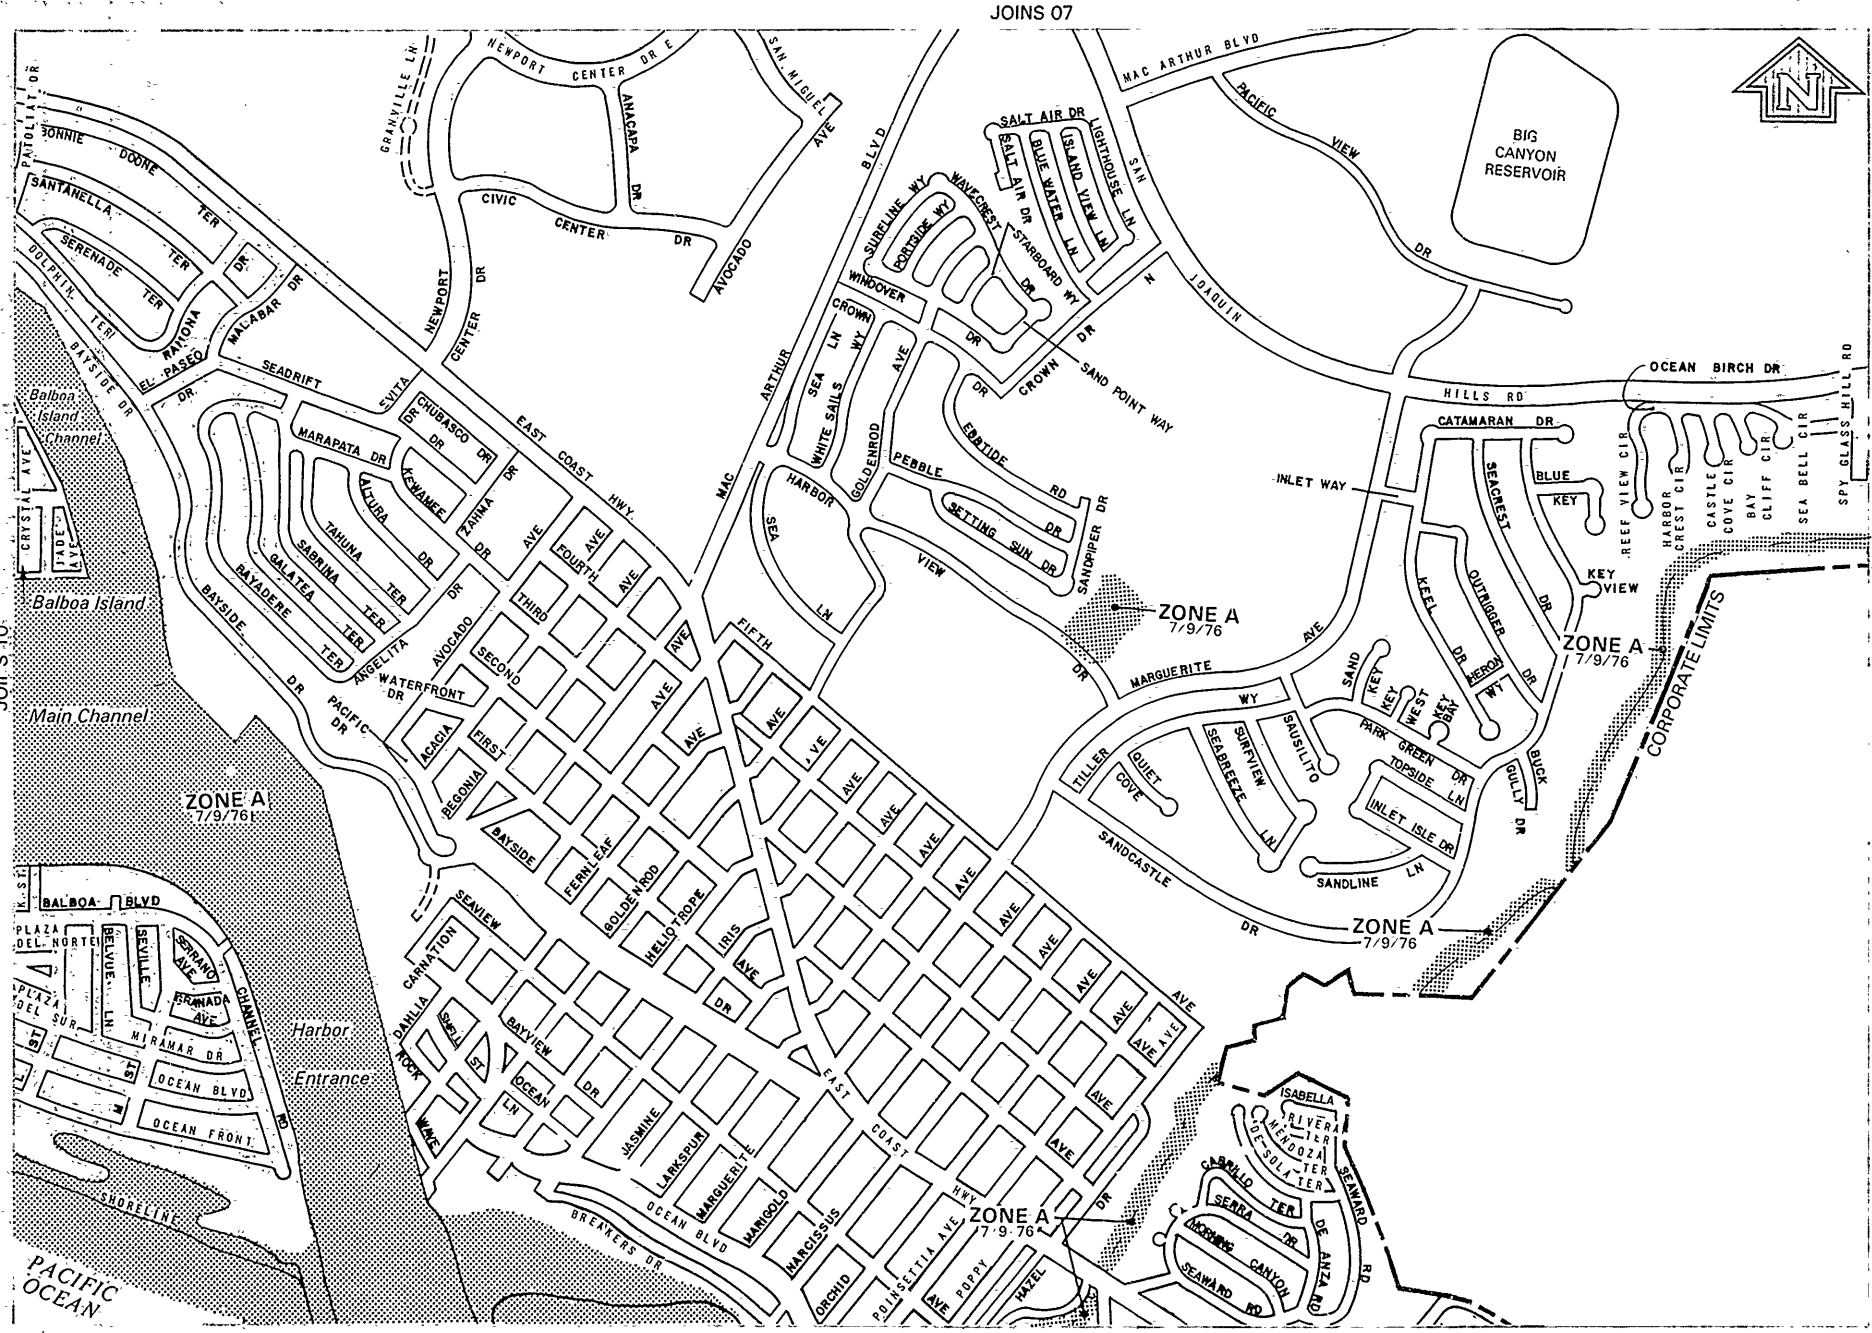 JOINS 07
N
PATOLITA DR
BONNIE DOONE TER
SANTANELLA TER
SERENADE TER
DOLPHIN TER
BAYSIDE DR
RAMONA
DR
MALABAR DR
EL PASEO DR
SEADRIFT
EVITA DR
CHUBASCO DR
MARAPATA DR
KEWAMEE
ALTURA DR
ZAHMA DR
TAHUNA TER
SABRINA TER
GALATEA TER
BAYADERE TER
ANGELITA DR
AVOCADO AVE
WATERFRONT DR
PACIFIC DR
BAYSIDE DR
GRANVILLE LN
NEWPORT CENTER DR E
SAN MIGUEL
ANACAPA DR
CIVIC CENTER DR
AVOCADO AVE
NEWPORT CENTER DR
EAST COAST HWY
MAC ARTHUR BLVD
SALT AIR DR
SALT AIR DR
BLUE WATER LN
ISLAND VIEW LN
LIGHTHOUSE LN
SURFLINE WY
PORTSIDE WY
WAVECREST DR
STARBOARD WY
WINDOVER DR
CROWN DR N
CROWN DR
SAND POINT WAY
SEA LN
WHITE SAILS WY
GOLDENROD AVE
EBBTIDE RD
PEBBLE DR
SETTING SUN DR
SANDPIPER DR
HARBOR VIEW DR
SEA LN
MAC ARTHUR BLVD
PACIFIC VIEW DR
BIG
CANYON
RESERVOIR
SAN JOAQUIN HILLS RD
OCEAN BIRCH DR
SPY GLASS HILL RD
REEF VIEW CIR
HARBOR CREST CIR
CASTLE COVE CIR
BAY CLIFF CIR
SEA BELL CIR
CATAMARAN DR
BLUE KEY
SEACREST DR
INLET WAY
OUTRIGGER DR
KEEL DR
KEY VIEW
HERON WY
SAND KEY
KEY WEST
KEY BAY
MARGUERITE AVE
PARK GREEN DR
TOPSIDE LN
INLET ISLE DR
BUCK GULLY DR
SAUSILITO
SURFVIEW
SEABREEZE LN
TILLER WY
QUIET COVE
SANDCASTLE DR
SANDLINE LN
ZONE A
7/9/76
ZONE A
7/9/76
CORPORATE LIMITS
ZONE A
7/9/76
Balboa
Island
Channel
CRYSTAL AVE
JADE AVE
Balboa Island
Main Channel
ZONE A
7/9/76
Harbor
Entrance
BALBOA BLVD
K ST
PLAZA DEL NORTE
PLAZA DEL SUR
BELVUE LN
SEVILLE
SERRANO AVE
GRANADA AVE
CHANNEL RD
MIRAMAR DR
OCEAN BLVD
OCEAN FRONT
M ST
L ST
SHORELINE
PACIFIC
OCEAN
FIRST
SECOND
THIRD
FOURTH AVE
FIFTH AVE
ACACIA AVE
BEGONIA AVE
BAYSIDE DR
FERNLEAF AVE
GOLDENROD AVE
HELIOTROPE AVE
IRIS AVE
SEAVIEW
CARNATION
DAHLIA
SHELL ST
ROCK
WAVE
BAYVIEW DR
OCEAN LN
JASMINE
LARKSPUR
MARGUERITE
MARIGOLD
NARCISSUS
ORCHID
POINSETTIA AVE
POPPY AVE
HAZEL DR
OCEAN BLVD
BREAKERS DR
EAST COAST HWY
ZONE A
7/9/76
ISABELLA
RIVERA TER
MENDOZA TER
DE SOLA TER
CABRILLO TER
SERRA DR
MORNING CANYON
SEAWARD RD
DE ANZA RD
SEAWARD RD